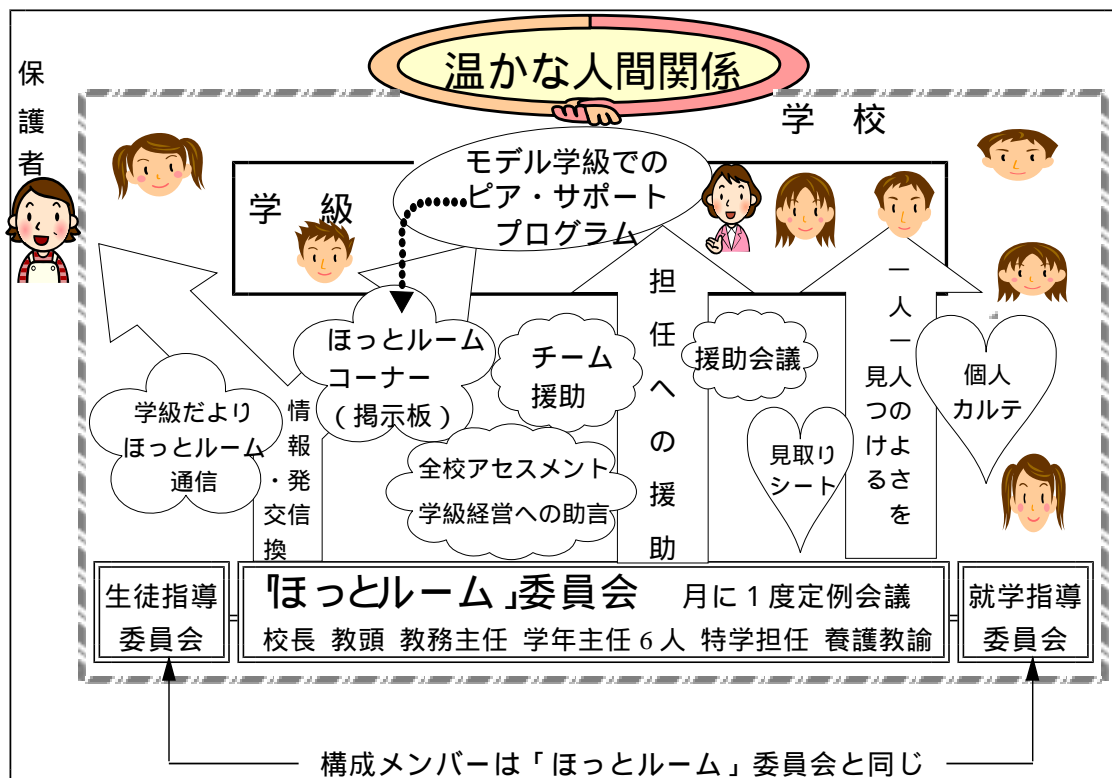 温かな人間関係
保護者
学 校
学 級
モデル学級での
ピア・サポート
プログラム
ほっとルーム
コーナー
(掲示板)
チーム
援助
担任への援助
援助会議
一人一人のよさを
見つける
個人
カルテ
学級だより
ほっとルーム
通信
情報発信
・交換
全校アセスメント
学級経営への助言
見取り
シート
生徒指導
委員会
「ほっとルーム」委員会 月に1度定例会議
校長 教頭 教務主任 学年主任6人 特学担任 養護教諭
就学指導
委員会
構成メンバーは「ほっとルーム」委員会と同じ